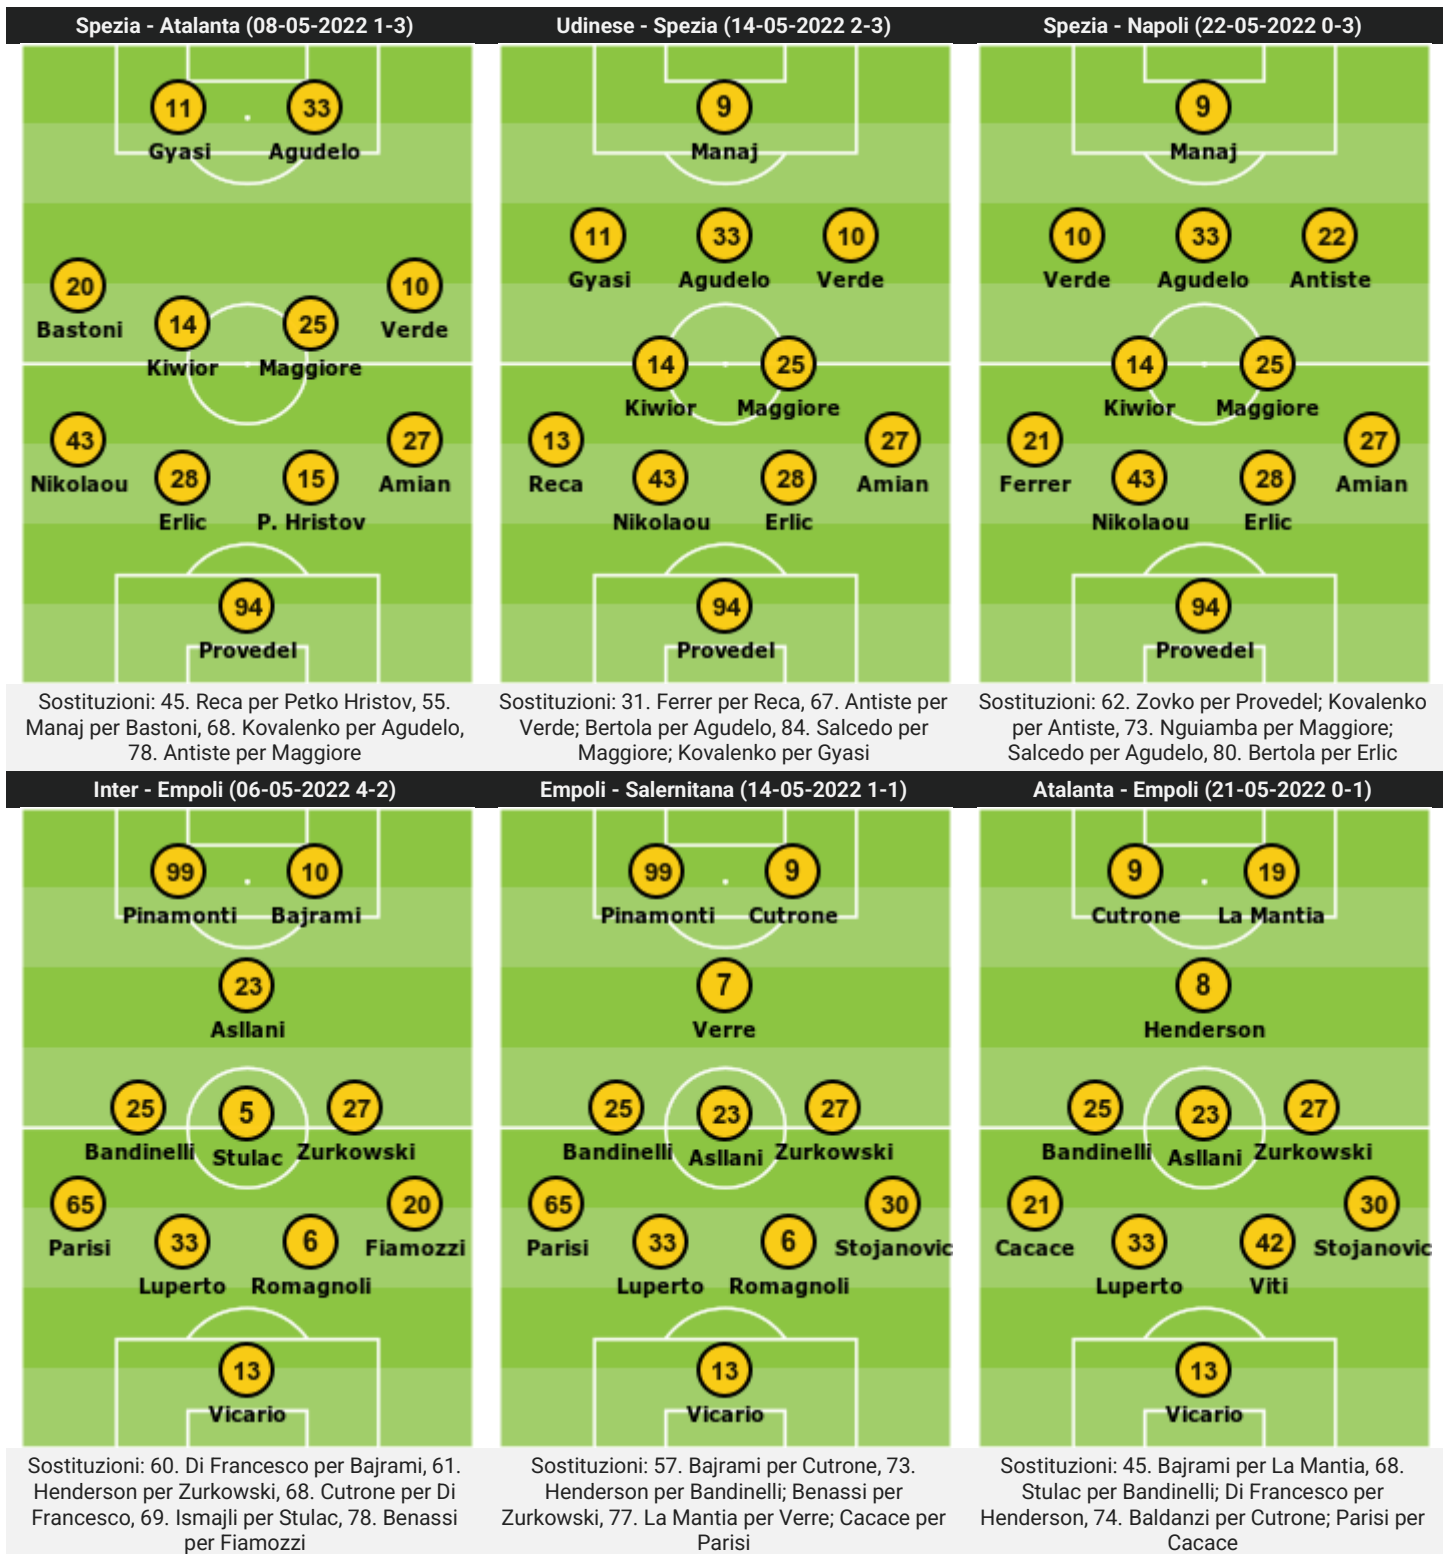 Spezia - Atalanta (08-05-2022 1-3)
11
33
Gyasi
Agudelo
20
10
14
25
Bastoni
Verde
Kiwior
Maggiore
43
27
28
15
Nikolaou
Amian
Erlic
P. Hristov
94
Provedel
Sostituzioni: 45. Reca per Petko Hristov, 55.
Manaj per Bastoni, 68. Kovalenko per Agudelo,
78. Antiste per Maggiore
Udinese - Spezia (14-05-2022 2-3)
9
Manaj
11
33
10
Gyasi
Agudelo
Verde
14
25
Kiwior
Maggiore
13
27
43
28
Reca
Amian
Nikolaou
Erlic
94
Provedel
Sostituzioni: 31. Ferrer per Reca, 67. Antiste per
Verde; Bertola per Agudelo, 84. Salcedo per
Maggiore; Kovalenko per Gyasi
Spezia - Napoli (22-05-2022 0-3)
9
Manaj
10
33
22
Verde
Agudelo
Antiste
14
25
Kiwior
Maggiore
21
27
43
28
Ferrer
Amian
Nikolaou
Erlic
94
Provedel
Sostituzioni: 62. Zovko per Provedel; Kovalenko
per Antiste, 73. Nguiamba per Maggiore;
Salcedo per Agudelo, 80. Bertola per Erlic
Inter - Empoli (06-05-2022 4-2)
99
10
Pinamonti
Bajrami
23
Asllani
25
5
27
Bandinelli
Stulac
Zurkowski
65
20
33
6
Parisi
Fiamozzi
Luperto
Romagnoli
13
Vicario
Sostituzioni: 60. Di Francesco per Bajrami, 61.
Henderson per Zurkowski, 68. Cutrone per Di
Francesco, 69. Ismajli per Stulac, 78. Benassi
per Fiamozzi
Empoli - Salernitana (14-05-2022 1-1)
99
9
Pinamonti
Cutrone
7
Verre
25
23
27
Bandinelli
Asllani
Zurkowski
65
30
33
6
Parisi
Stojanovic
Luperto
Romagnoli
13
Vicario
Sostituzioni: 57. Bajrami per Cutrone, 73.
Henderson per Bandinelli; Benassi per
Zurkowski, 77. La Mantia per Verre; Cacace per
Parisi
Atalanta - Empoli (21-05-2022 0-1)
9
19
Cutrone
La Mantia
8
Henderson
25
23
27
Bandinelli
Asllani
Zurkowski
21
30
33
42
Cacace
Stojanovic
Luperto
Viti
13
Vicario
Sostituzioni: 45. Bajrami per La Mantia, 68.
Stulac per Bandinelli; Di Francesco per
Henderson, 74. Baldanzi per Cutrone; Parisi per
Cacace